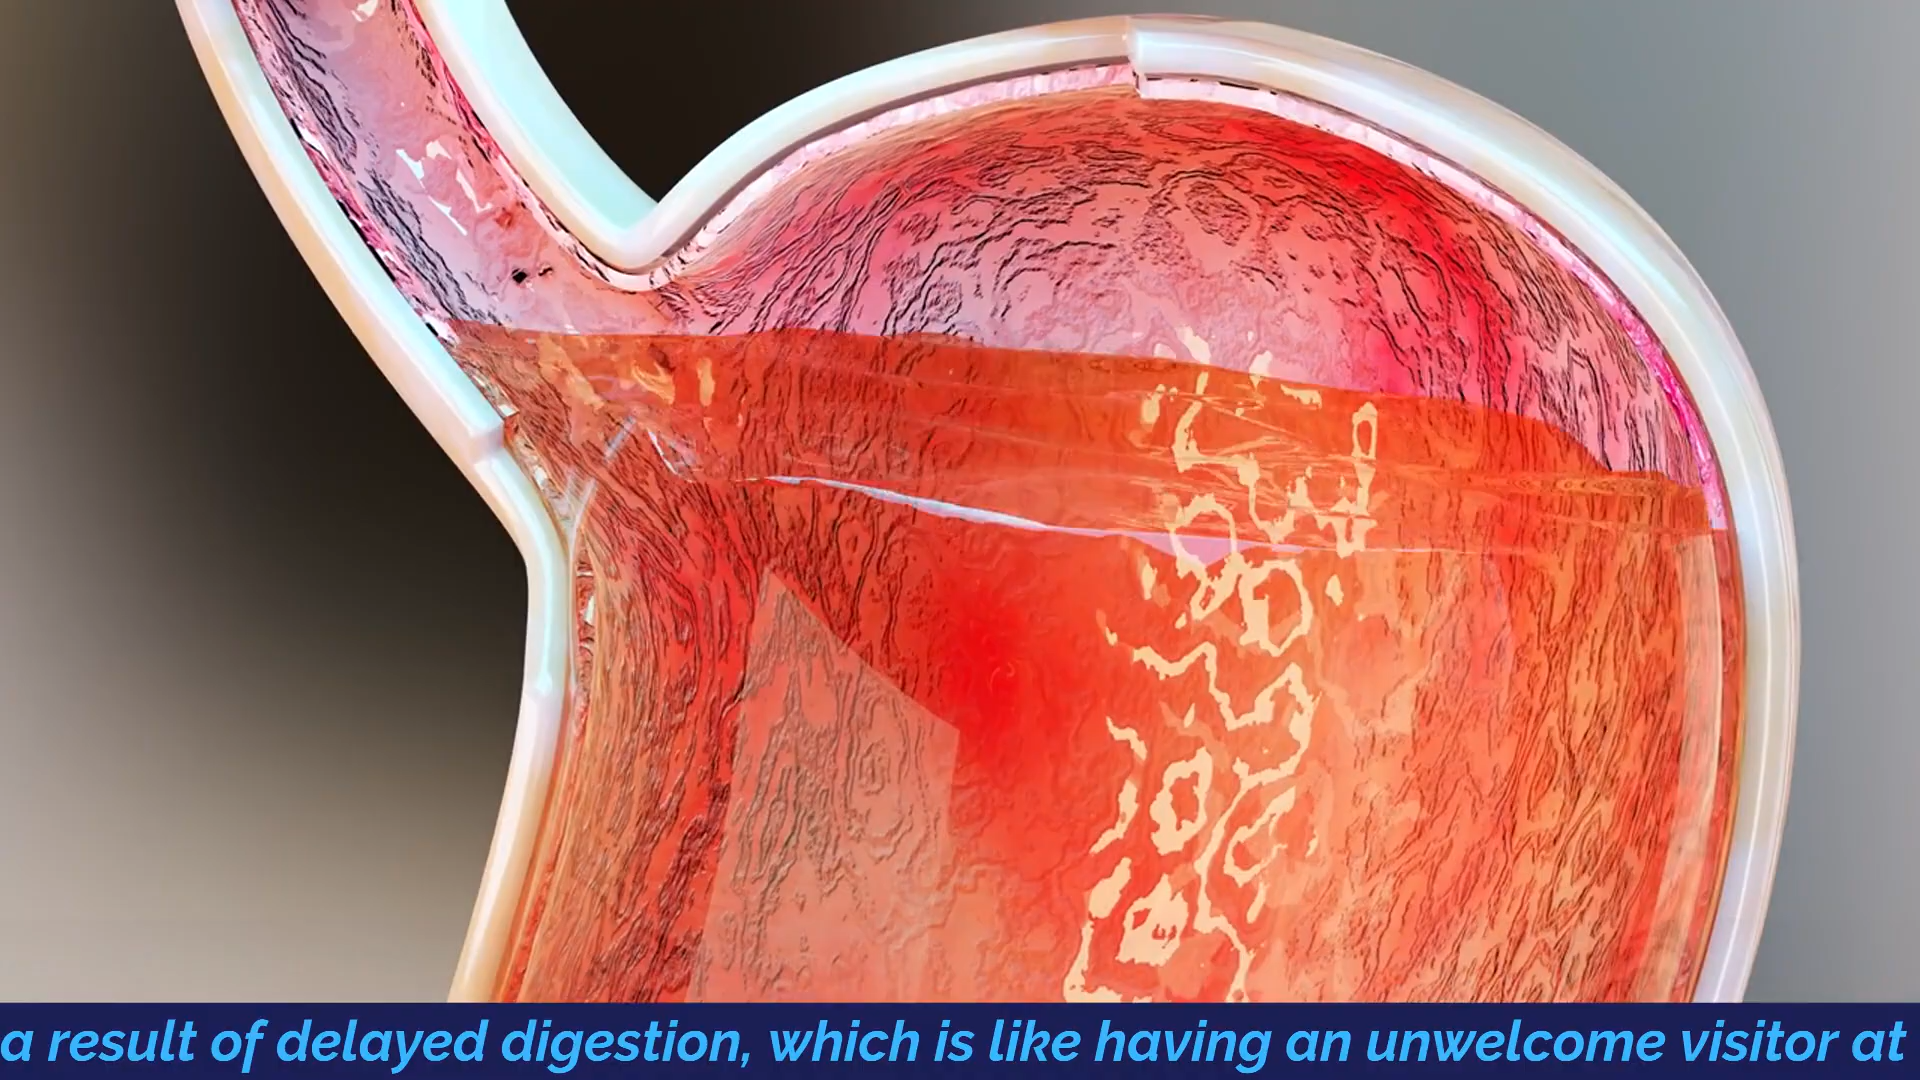 a result of delayed digestion, which is like having an unwelcome visitor at